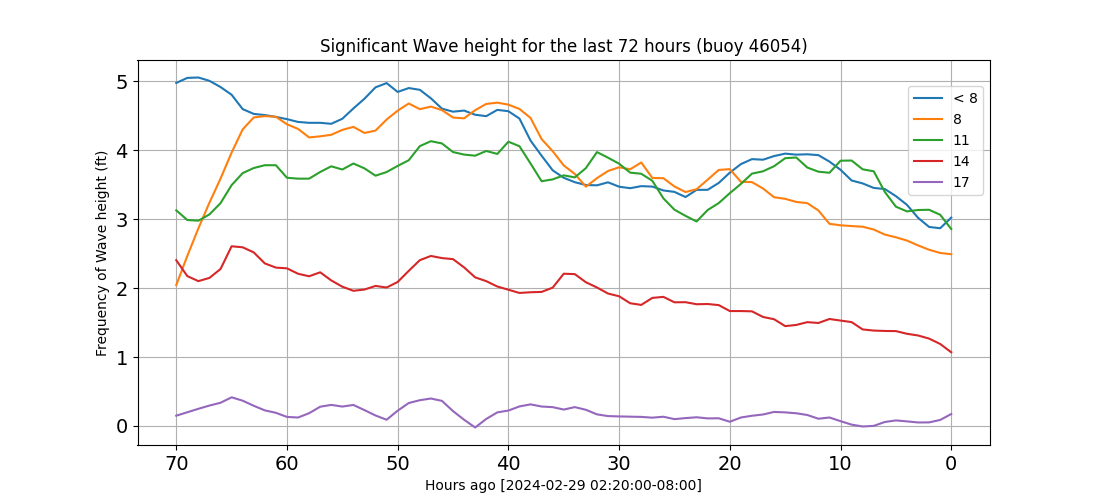 Significant Wave height for the last 72 hours (buoy 46054)
Frequency of Wave height (ft)
5
4
3
2
1
0
< 8
8
11
14
17
70 60 50 40 30 20 10 0
Hours ago [2024-02-29 02:20:00-08:00]